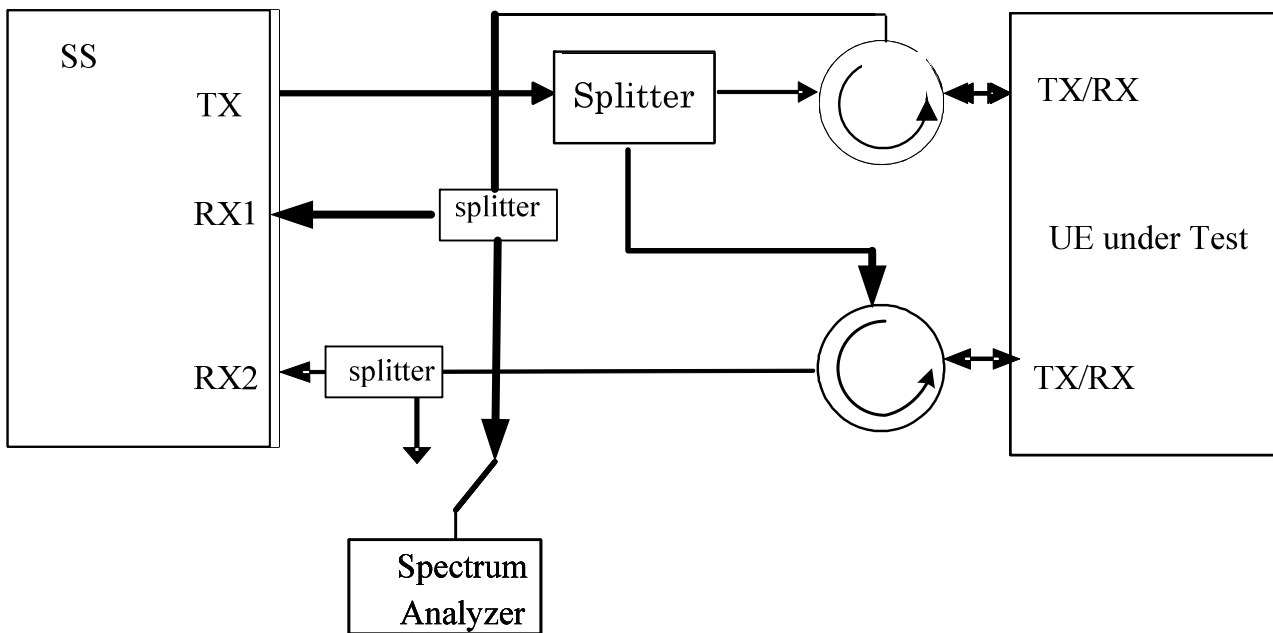 SS
TX
Splitter
TX/RX
RX1
splitter
UE under Test
RX2
splitter
TX/RX
Spectrum
Analyzer